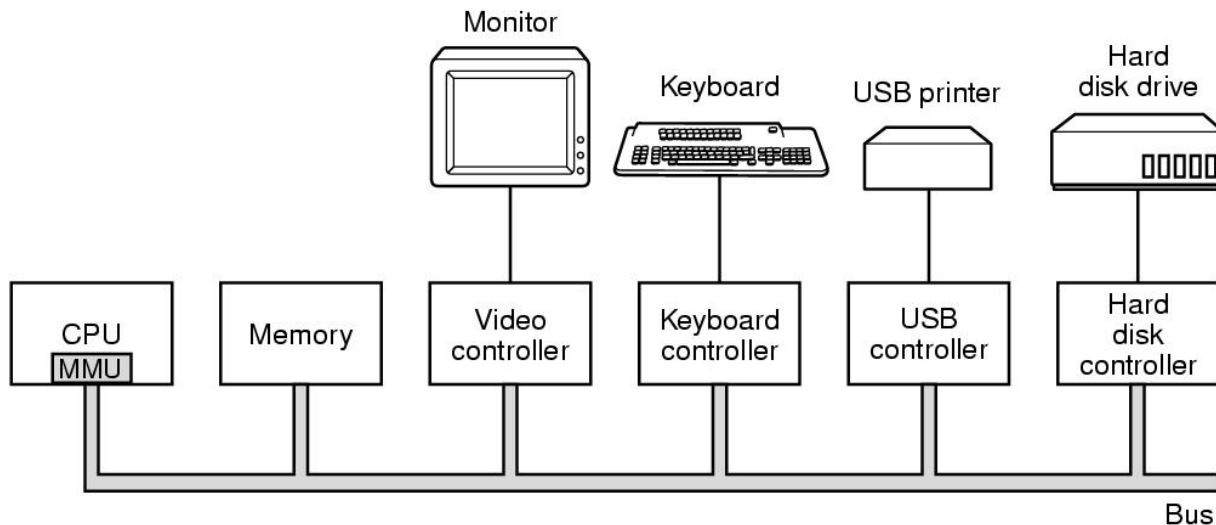 Monitor
Keyboard
USB printer
Hard
disk drive
CPU
MMU
Memory
Video
controller
Keyboard
controller
USB
controller
Hard
disk
controller
Bus